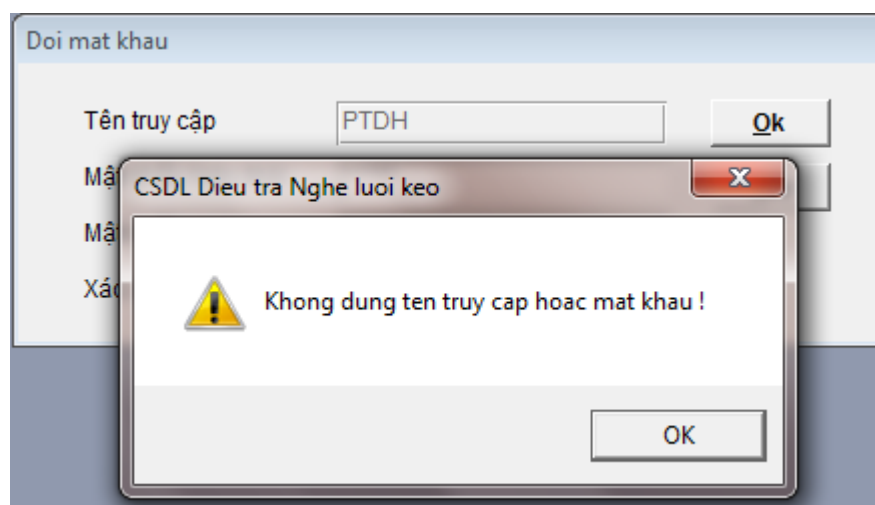 Doi mat khau
Tên truy cập PTDH Ok
CSDL Dieu tra Nghe luoi keo
Khong dung ten truy cap hoac mat khau !
OK